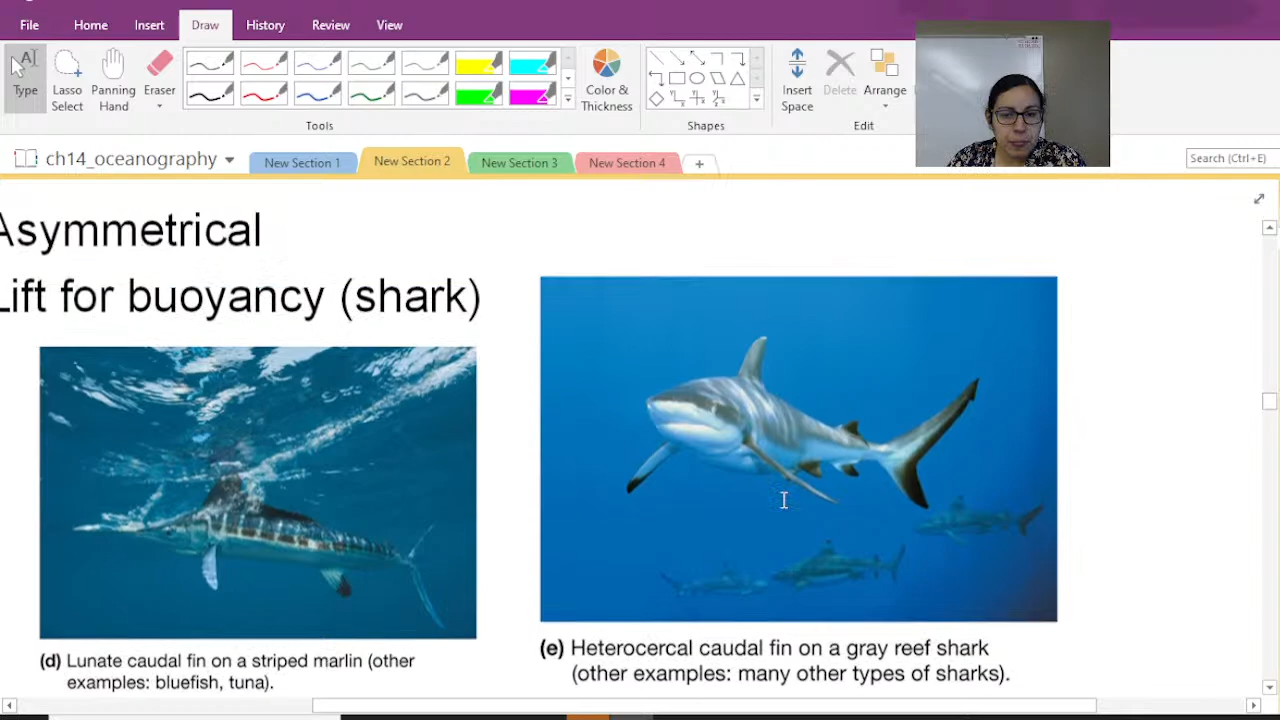 File Home Insert Draw History Review View
Type
Lasso Select
Panning Hand
Eraser
Color & Thickness
Insert Space
Delete
Arrange
Tools
Shapes
Edit
ch14_oceanography
New Section 1
New Section 2
New Section 3
New Section 4
Search (Ctrl+E)
Asymmetrical
Lift for buoyancy (shark)
(d) Lunate caudal fin on a striped marlin (other
examples: bluefish, tuna).
(e) Heterocercal caudal fin on a gray reef shark
(other examples: many other types of sharks).